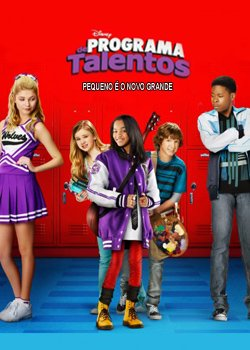 Disney
PROGRAMA
de Talentos
PEQUENO É O NOVO GRANDE
Wolves